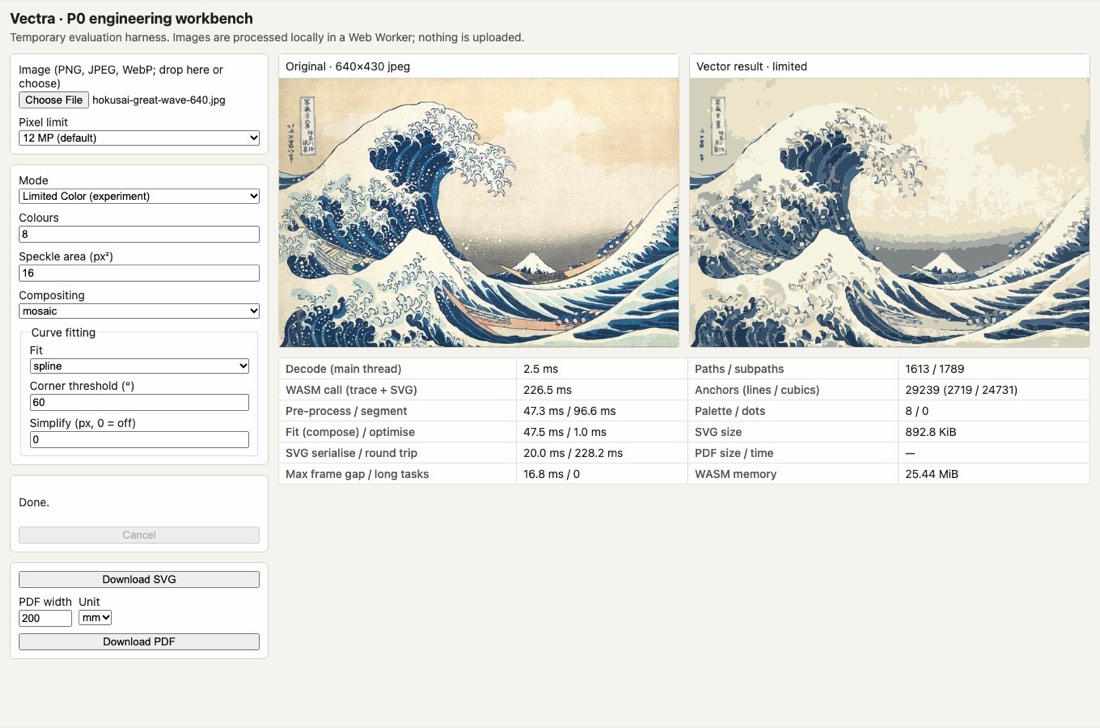 Vectra · P0 engineering workbench
Temporary evaluation harness. Images are processed locally in a Web Worker; nothing is uploaded.
Image (PNG, JPEG, WebP; drop here or
choose)
Choose File hokusai-great-wave-640.jpg
Pixel limit
12 MP (default)
Mode
Limited Color (experiment)
Colours
8
Speckle area (px²)
16
Compositing
mosaic
Curve fitting
Fit
spline
Corner threshold (°)
60
Simplify (px, 0 = off)
0
Done.
Cancel
Download SVG
PDF width Unit
200 mm
Download PDF
Original · 640×430 jpeg
Vector result · limited
Decode (main thread) 2.5 ms Paths / subpaths 1613 / 1789
WASM call (trace + SVG) 226.5 ms Anchors (lines / cubics) 29239 (2719 / 24731)
Pre-process / segment 47.3 ms / 96.6 ms Palette / dots 8 / 0
Fit (compose) / optimise 47.5 ms / 1.0 ms SVG size 892.8 KiB
SVG serialise / round trip 20.0 ms / 228.2 ms PDF size / time —
Max frame gap / long tasks 16.8 ms / 0 WASM memory 25.44 MiB